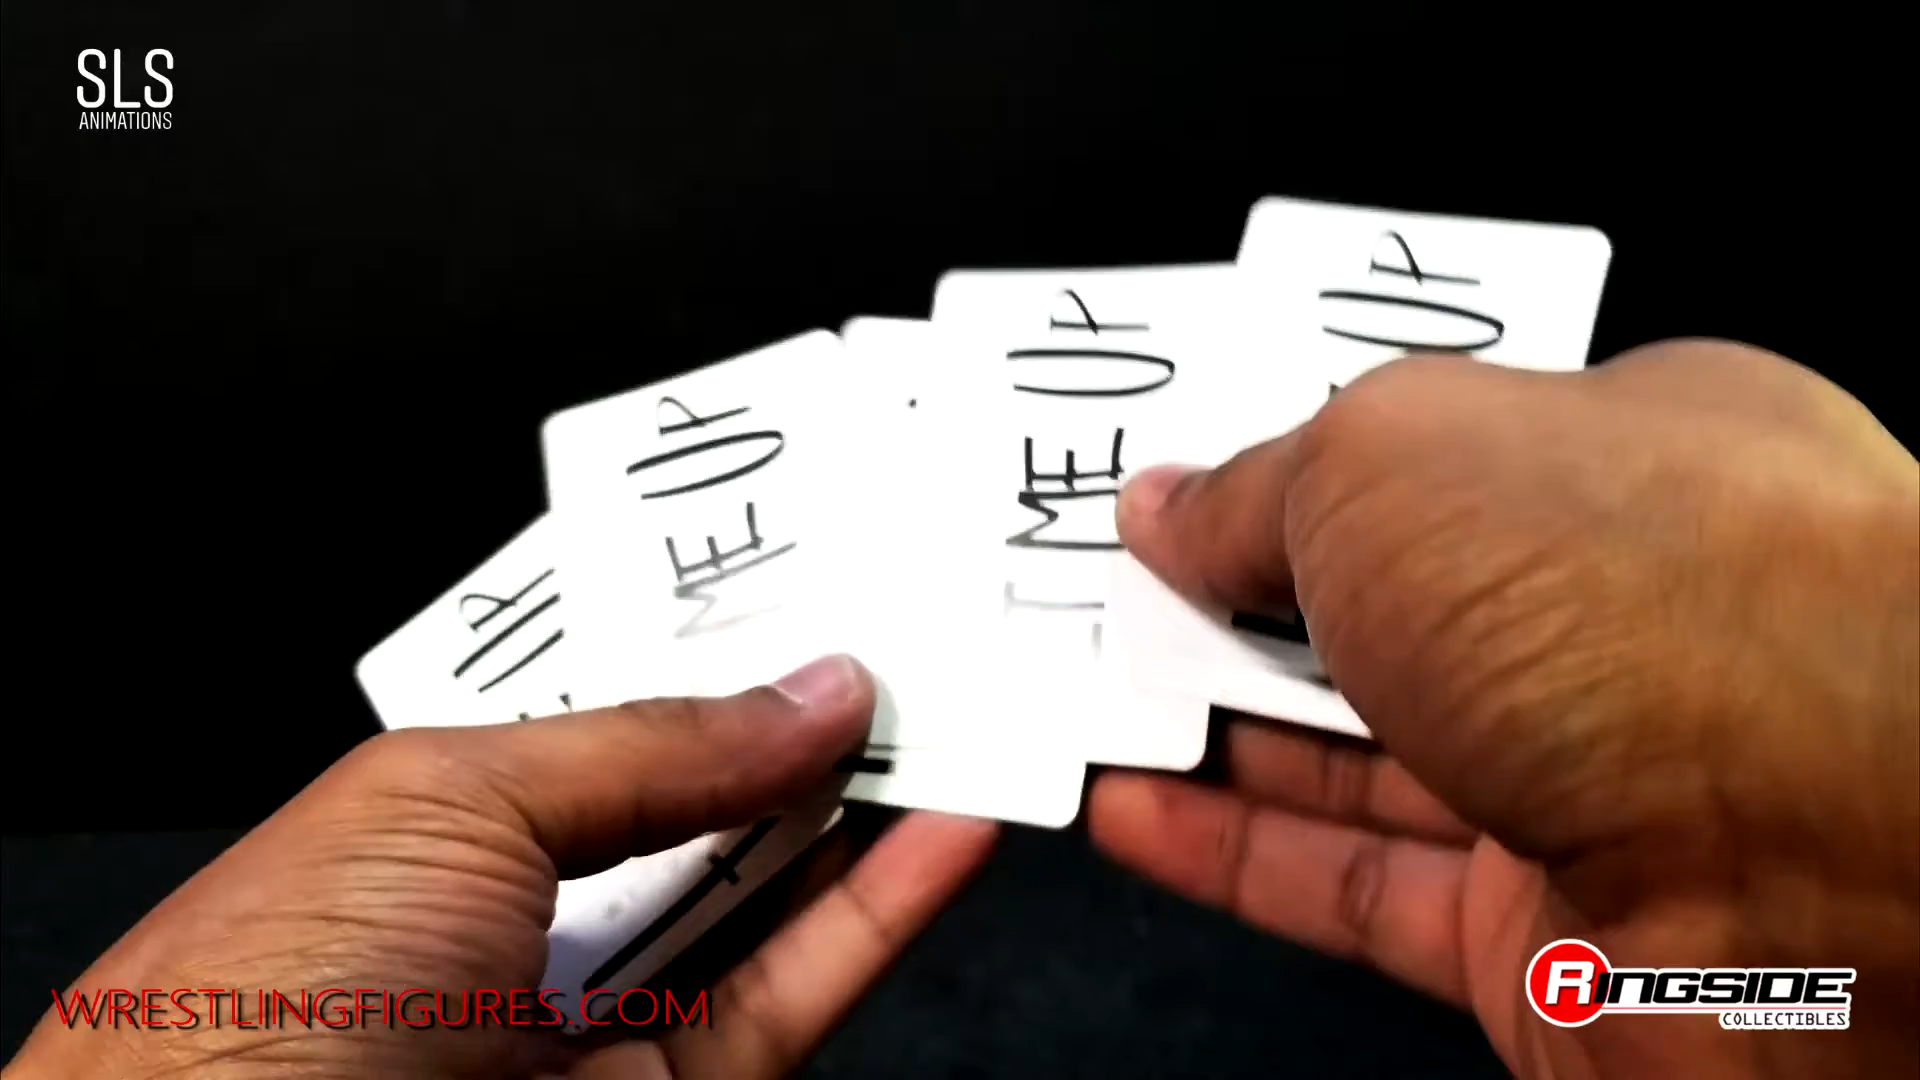 SLS
ANIMATIONS
UP
ME UP
ME UP
UP
WRESTLINGFIGURES.COM
RINGSIDE
COLLECTIBLES